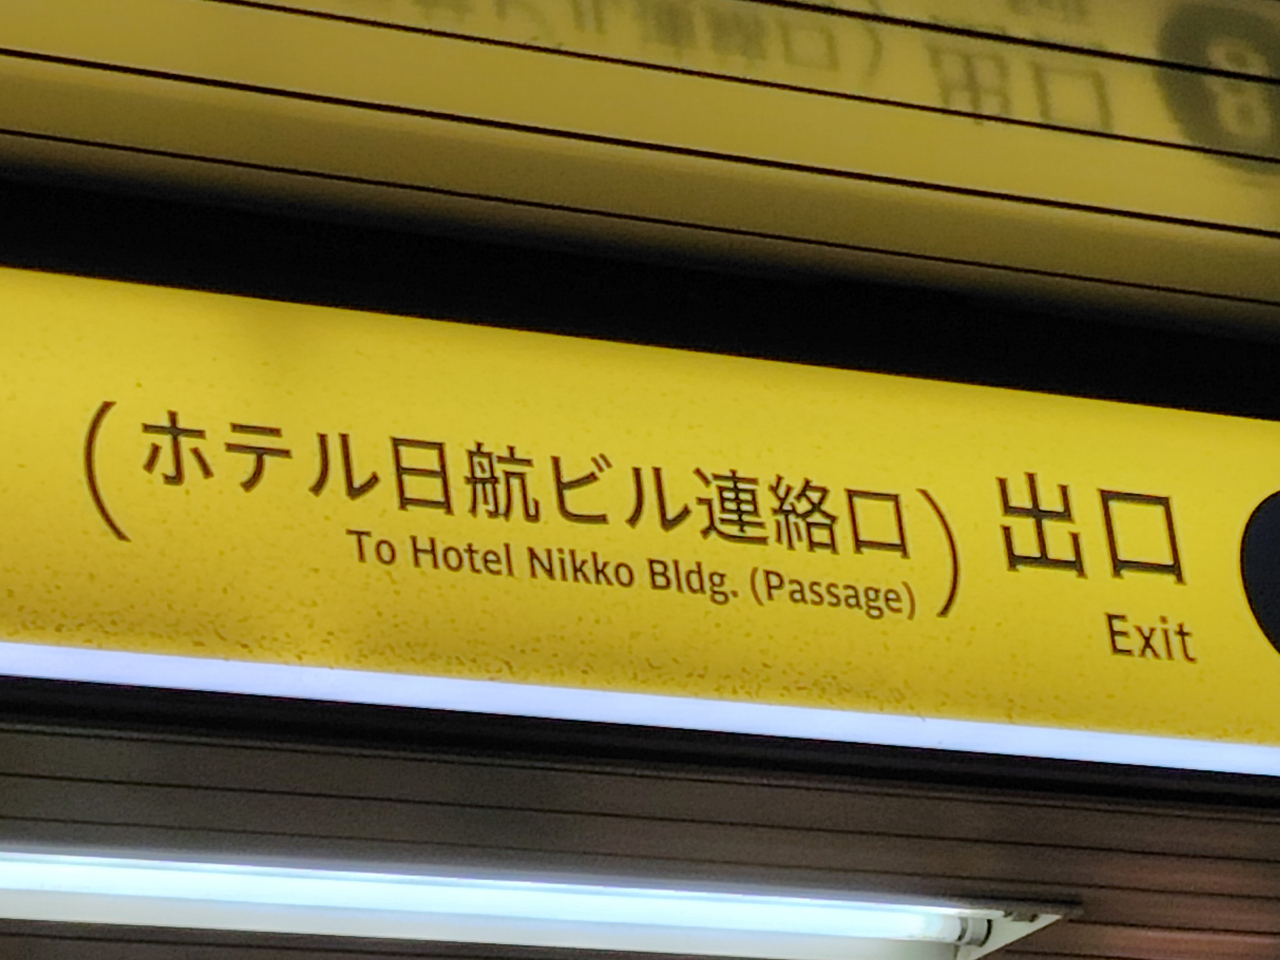 (ホテル日航ビル連絡口) 出口
To Hotel Nikko Bldg. (Passage)
Exit